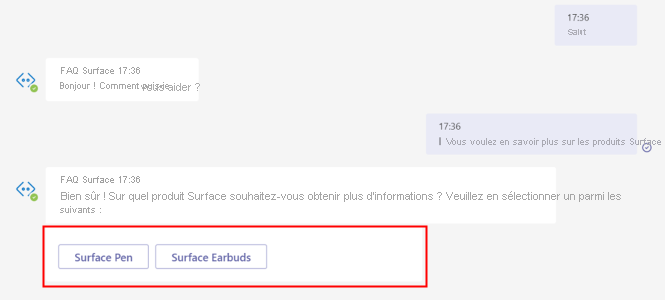 17:36
Salut
FAQ Surface 17:36
Bonjour ! Comment puis-je vous aider ?
17:36
Vous voulez en savoir plus sur les produits Surface
FAQ Surface 17:36
Bien sûr ! Sur quel produit Surface souhaitez-vous obtenir plus d'informations ? Veuillez en sélectionner un parmi les
suivants :
Surface Pen Surface Earbuds